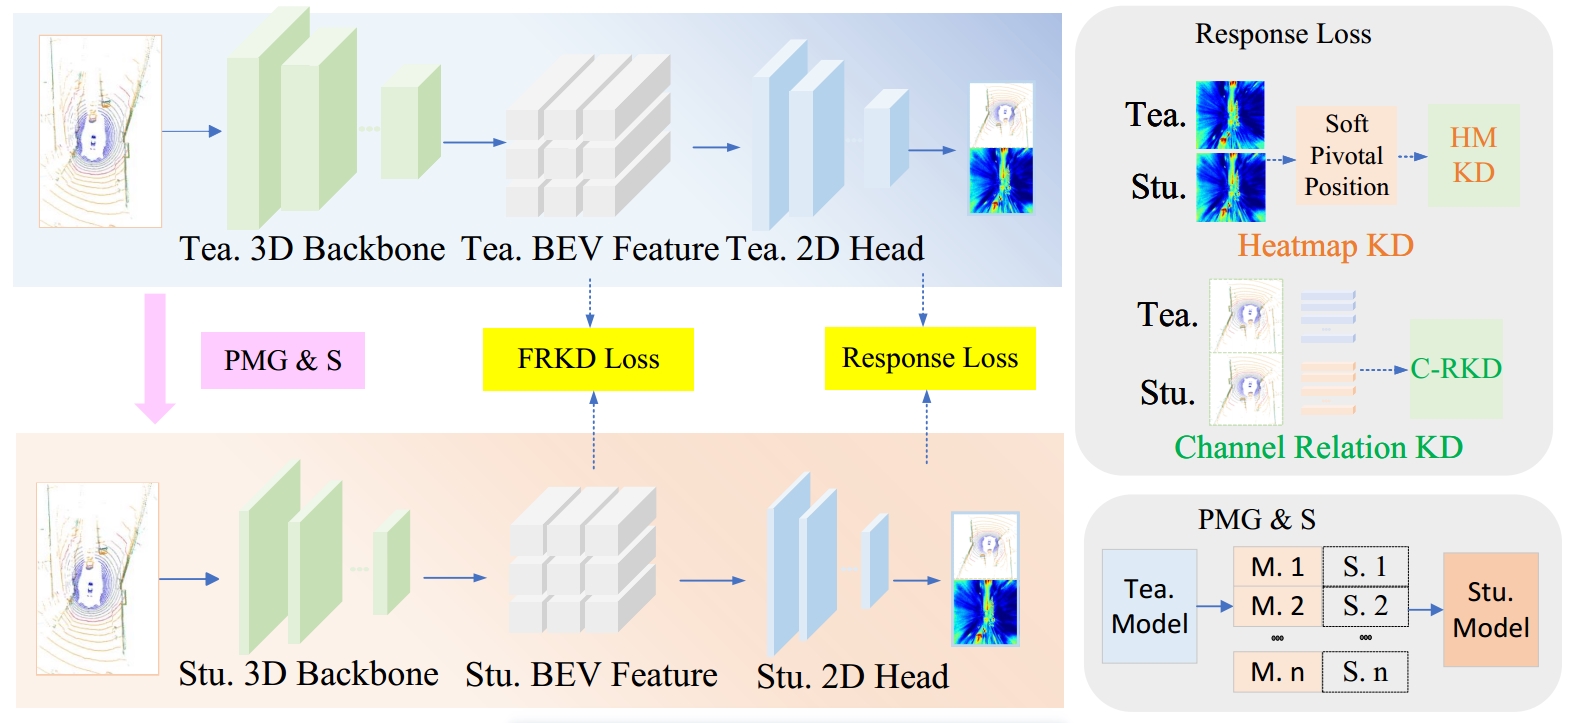 Tea. 3D Backbone
Tea. BEV Feature
Tea. 2D Head
PMG & S
FRKD Loss
Response Loss
Stu. 3D Backbone
Stu. BEV Feature
Stu. 2D Head
Response Loss
Tea.
Stu.
Soft
Pivotal
Position
HM
KD
Heatmap KD
Tea.
Stu.
C-RKD
Channel Relation KD
PMG & S
Tea.
Model
M. 1
S. 1
M. 2
S. 2
M. n
S. n
Stu.
Model